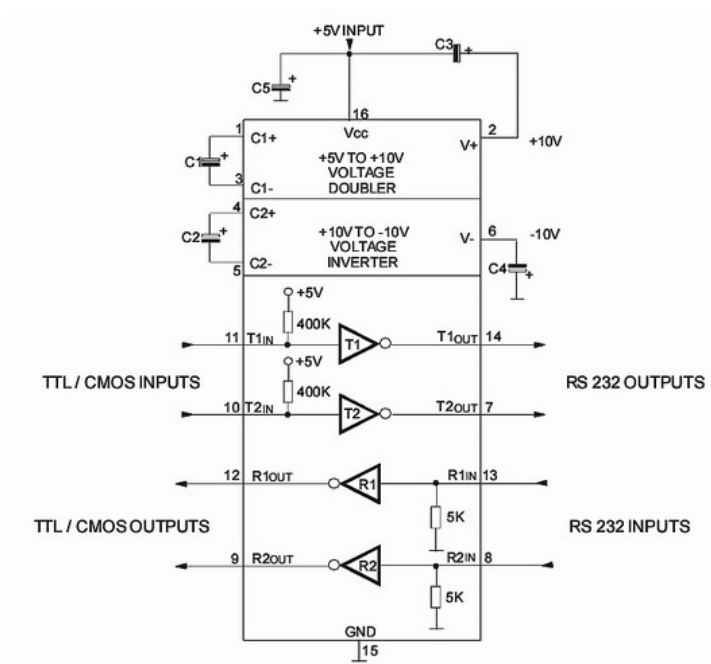 +5V INPUT
C3
+
C5
+
16
Vcc
1
C1+
C1
+
3
C1-
+5V TO +10V
VOLTAGE
DOUBLER
2
V+
+10V
4
C2+
C2
+
C2-
5
+10V TO -10V
VOLTAGE
INVERTER
6
V-
-10V
C4
+
+5V
400K
11 T1IN
T1
T1OUT 14
+5V
400K
TTL / CMOS INPUTS
RS 232 OUTPUTS
10 T2IN
T2
T2OUT 7
12 R1OUT
R1
R1IN 13
5K
TTL / CMOS OUTPUTS
RS 232 INPUTS
9 R2OUT
R2
R2IN 8
5K
GND
15